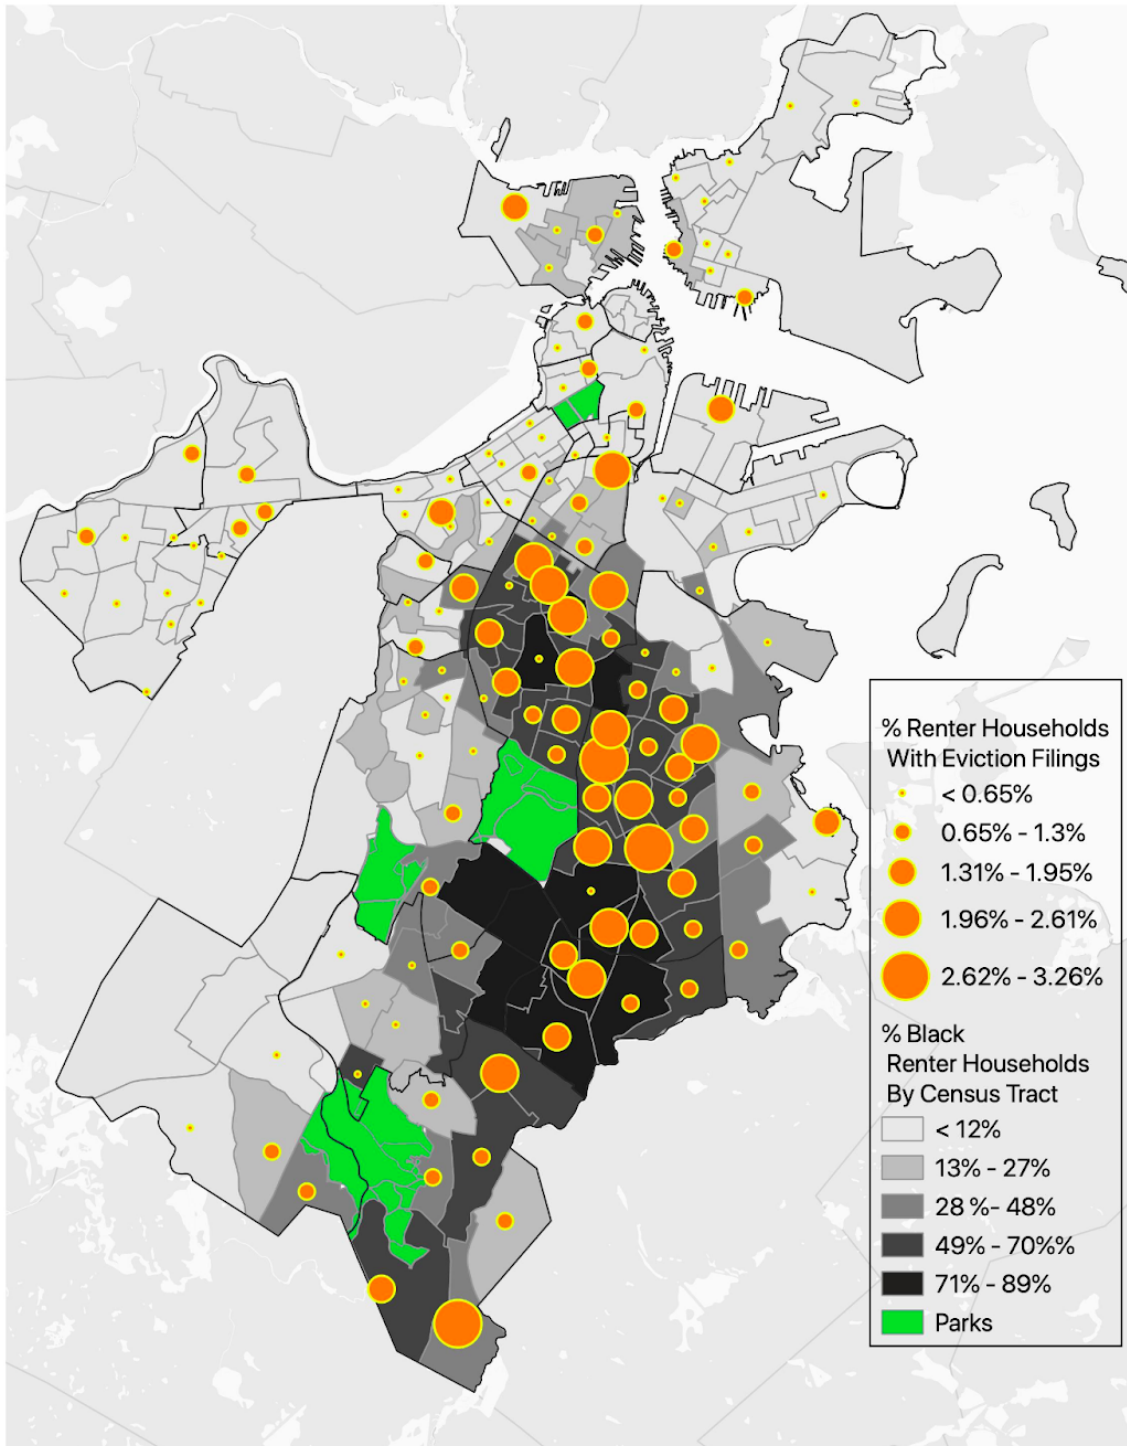 % Renter Households
With Eviction Filings
< 0.65%
0.65% - 1.3%
1.31% - 1.95%
1.96% - 2.61%
2.62% - 3.26%
% Black
Renter Households
By Census Tract
< 12%
13% - 27%
28 %- 48%
49% - 70%%
71% - 89%
Parks